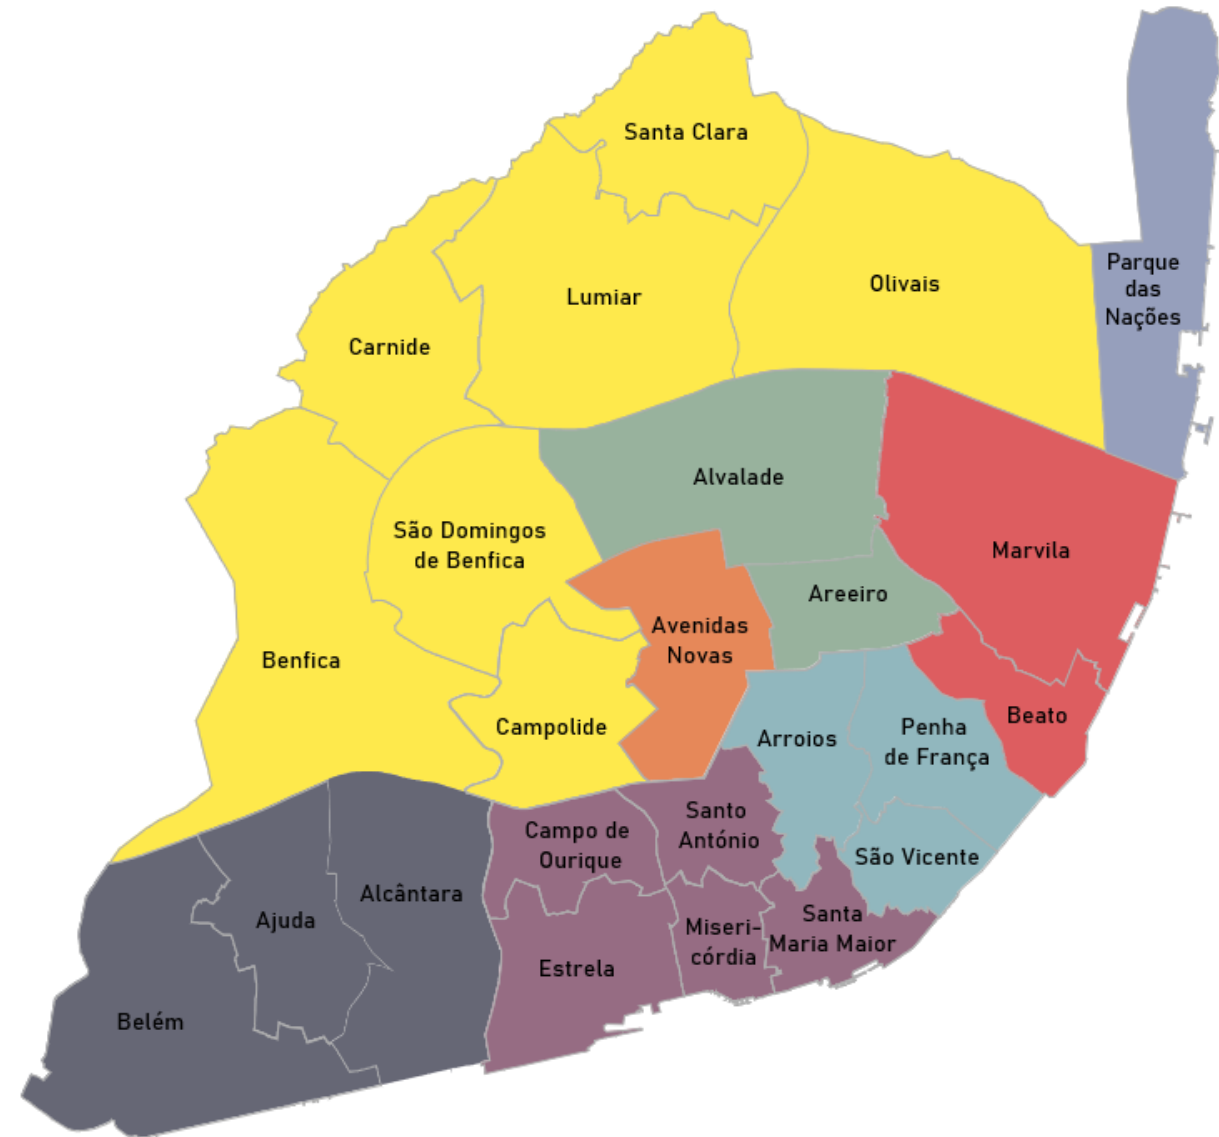 Santa Clara
Olivais
Parque
das
Nações
Lumiar
Carnide
Alvalade
São Domingos
de Benfica
Marvila
Areeiro
Avenidas
Novas
Benfica
Beato
Campolide
Arroios
Penha
de França
Santo
António
Campo de
Ourique
São Vicente
Alcântara
Ajuda
Santa
Maria Maior
Miseri-
córdia
Estrela
Belém